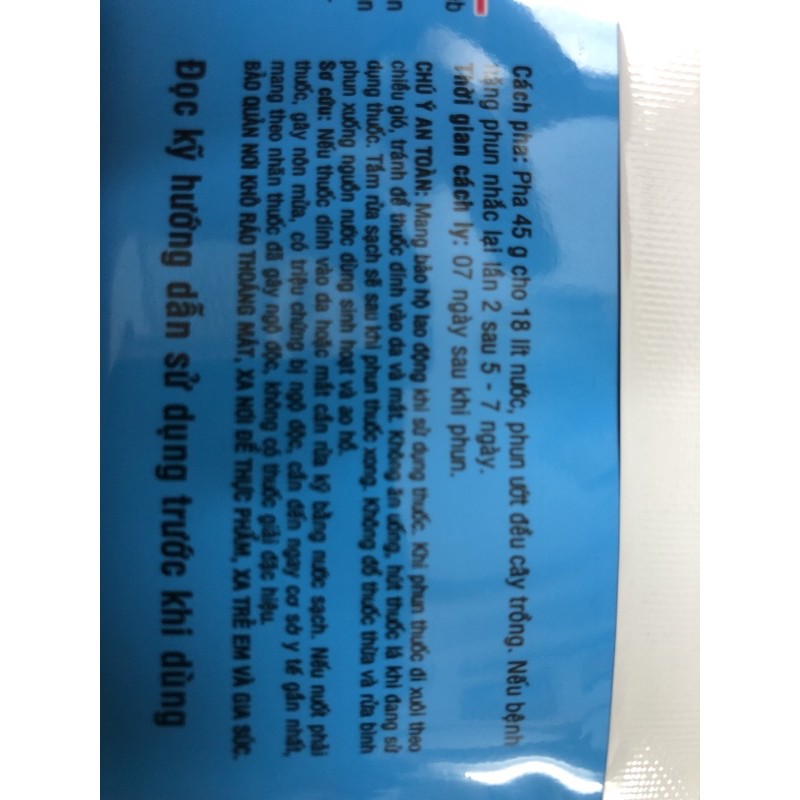 Cách pha: Pha 45 g cho 18 lít nước, phun ướt đều cây trồng. Nếu bệnh
nặng phun nhắc lại lần 2 sau 5 - 7 ngày.
Thời gian cách ly: 07 ngày sau khi phun.
CHÚ Ý AN TOÀN: Mang bảo hộ lao động khi sử dụng thuốc. Khi phun thuốc đi xuôi theo
chiều gió, tránh để thuốc dính vào da và mắt. Không ăn uống, hút thuốc lá khi đang sử
dụng thuốc. Tắm rửa sạch sẽ sau khi phun thuốc xong. Không đổ thuốc thừa và rửa bình
phun xuống nguồn nước dùng sinh hoạt và ao hồ.
Sơ cứu: Nếu thuốc dính vào da hoặc mắt cần rửa kỹ bằng nước sạch. Nếu nuốt phải
thuốc, gây nôn mửa, có triệu chứng bị ngộ độc, cần đến ngay cơ sở y tế gần nhất,
mang theo nhãn thuốc đã gây ngộ độc, không có thuốc giải đặc hiệu.
BẢO QUẢN NƠI KHÔ RÁO THOÁNG MÁT, XA NƠI ĐỂ THỰC PHẨM, XA TRẺ EM VÀ GIA SÚC.
Đọc kỹ hướng dẫn sử dụng trước khi dùng